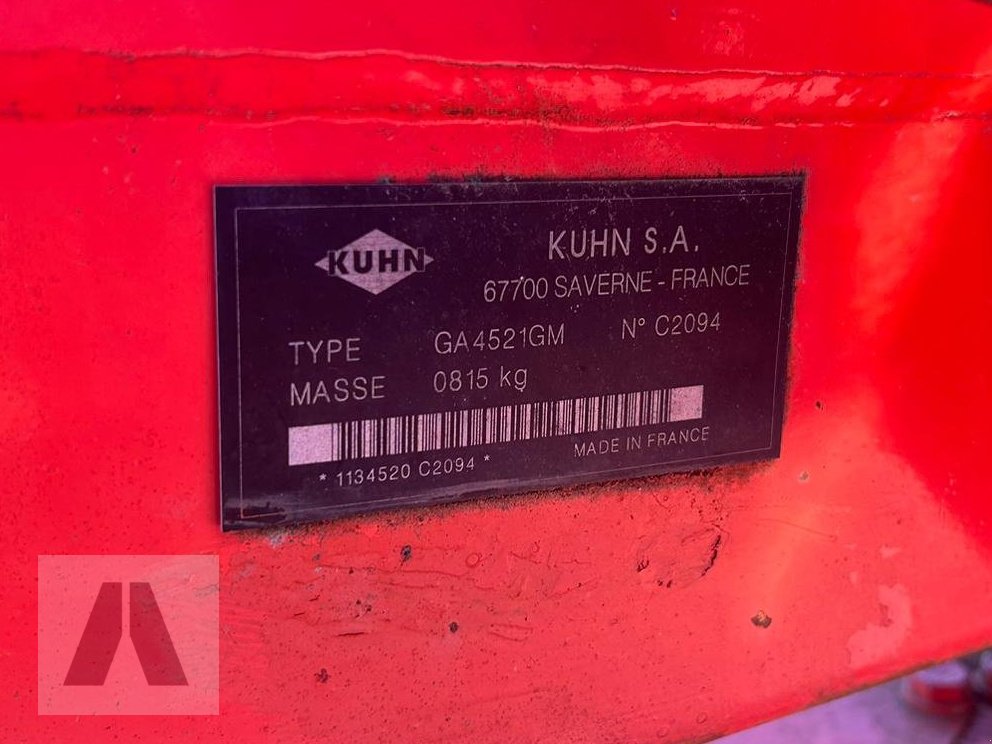 KUHN
KUHN S.A.
67700 SAVERNE - FRANCE
TYPE GA4521GM N° C2094
MASSE 0815 kg
* 1134520 C2094 *
MADE IN FRANCE